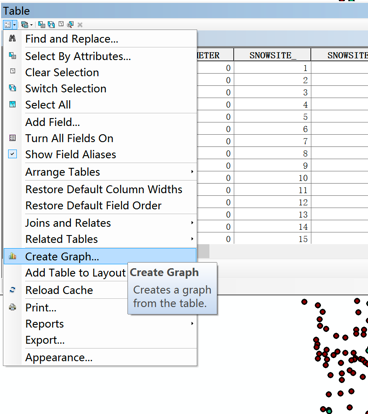 Table
METER SNOWSITE_ SNOWSITE
Find and Replace...
Select By Attributes...
0 1
Clear Selection
0 2
Switch Selection
0 3
Select All
0 4
Add Field...
0 5
0 6
Turn All Fields On
0 7
Show Field Aliases
0 8
Arrange Tables
0 9
0 10
Restore Default Column Widths
0 11
Restore Default Field Order
0 12
Joins and Relates
0 13
0 14
Related Tables
0 15
Create Graph...
Add Table to Layout
Create Graph
Creates a graph
from the table.
Reload Cache
Print...
Reports
Export...
Appearance...